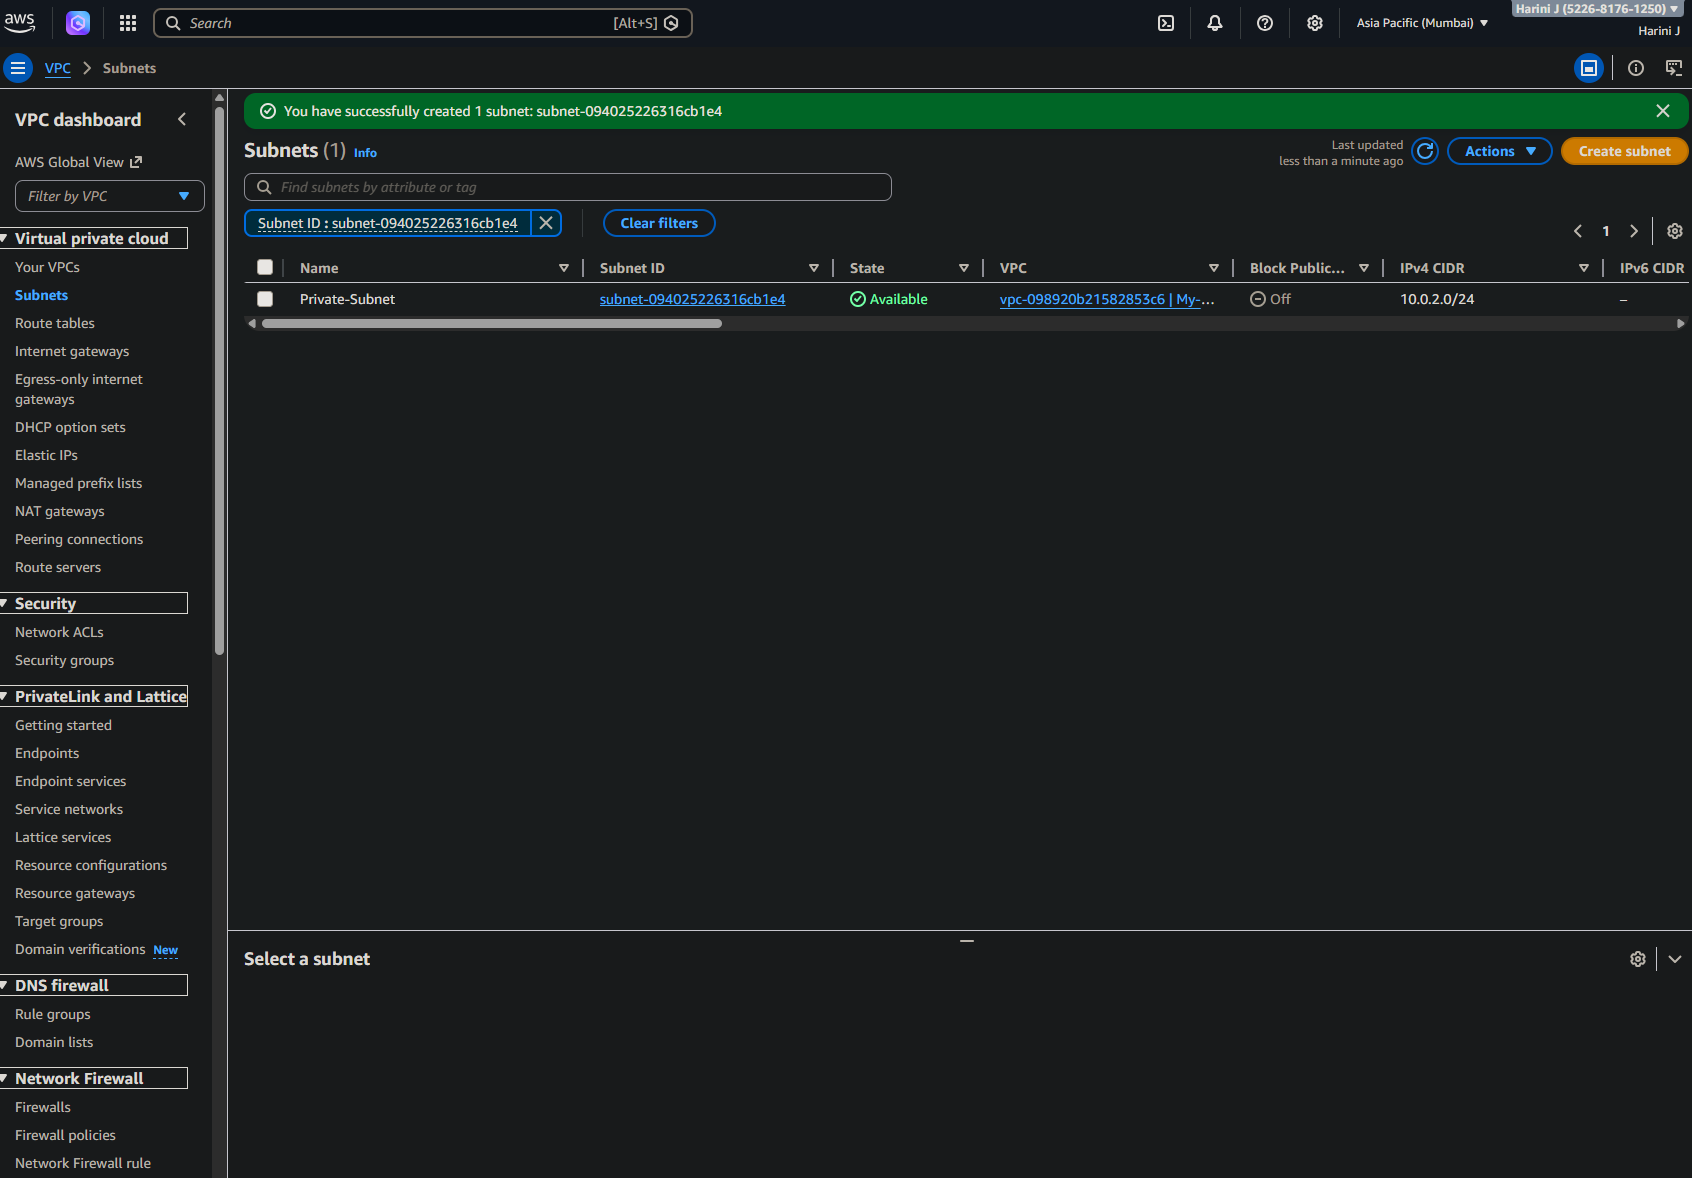 aws
Search [Alt+S]
Asia Pacific (Mumbai)
Harini J (5226-8176-1250)
Harini J
VPC
Subnets
VPC dashboard
AWS Global View
Filter by VPC
Virtual private cloud
Your VPCs
Subnets
Route tables
Internet gateways
Egress-only internet
gateways
DHCP option sets
Elastic IPs
Managed prefix lists
NAT gateways
Peering connections
Route servers
Security
Network ACLs
Security groups
PrivateLink and Lattice
Getting started
Endpoints
Endpoint services
Service networks
Lattice services
Resource configurations
Resource gateways
Target groups
Domain verifications New
DNS firewall
Rule groups
Domain lists
Network Firewall
Firewalls
Firewall policies
Network Firewall rule
You have successfully created 1 subnet: subnet-094025226316cb1e4
Subnets (1) Info
Last updated
less than a minute ago
Actions
Create subnet
Find subnets by attribute or tag
Subnet ID : subnet-094025226316cb1e4
Clear filters
1
Name Subnet ID State VPC Block Public... IPv4 CIDR IPv6 CIDR
Private-Subnet subnet-094025226316cb1e4 Available vpc-098920b21582853c6 | My-... Off 10.0.2.0/24 –
Select a subnet